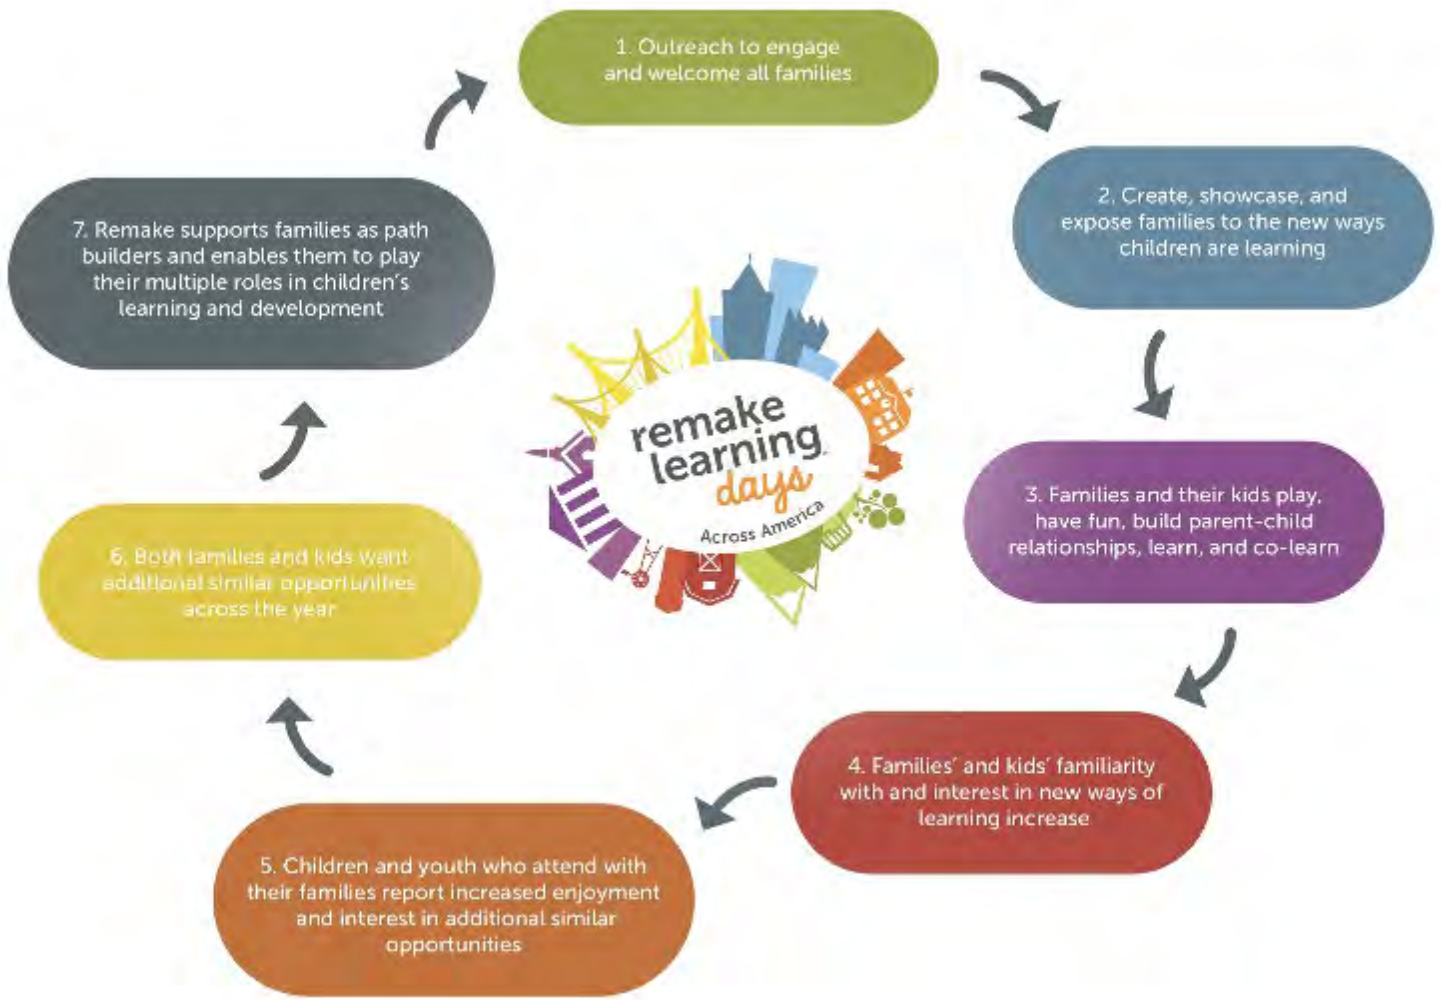 1. Outreach to engage
and welcome all families
2. Create, showcase, and
expose families to the new ways
children are learning
3. Families and their kids play,
have fun, build parent-child
relationships, learn, and co-learn
4. Families' and kids' familiarity
with and interest in new ways of
learning increase
5. Children and youth who attend with
their families report increased enjoyment
and interest in additional similar
opportunities
6. Both families and kids want
additional similar opportunities
across the year
7. Remake supports families as path
builders and enables them to play
their multiple roles in children's
learning and development
remake
learning
days
Across America